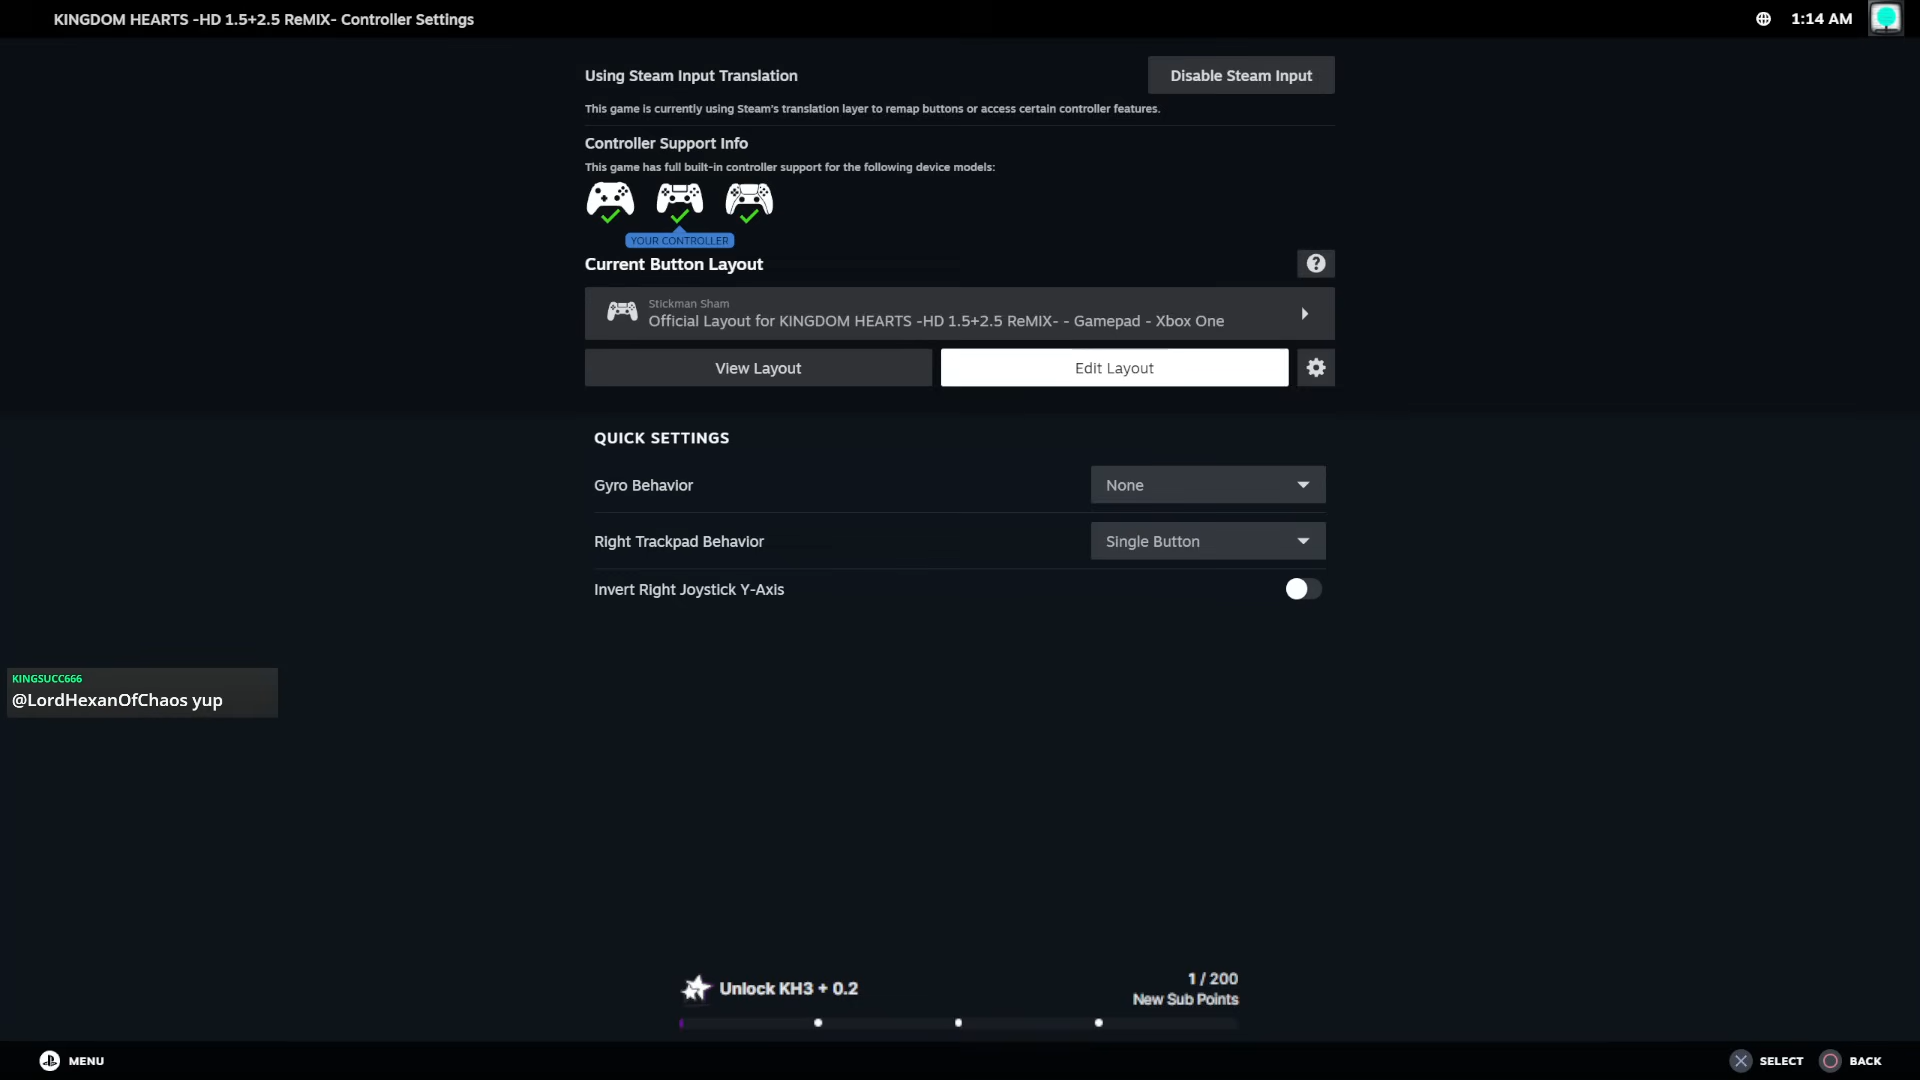 KINGDOM HEARTS -HD 1.5+2.5 ReMIX- Controller Settings
1:14 AM
Using Steam Input Translation
Disable Steam Input
This game is currently using Steam's translation layer to remap buttons or access certain controller features.
Controller Support Info
This game has full built-in controller support for the following device models:
YOUR CONTROLLER
Current Button Layout
?
Stickman Sham
Official Layout for KINGDOM HEARTS -HD 1.5+2.5 ReMIX- - Gamepad - Xbox One
View Layout
Edit Layout
QUICK SETTINGS
Gyro Behavior
None
Right Trackpad Behavior
Single Button
Invert Right Joystick Y-Axis
KINGSUCC666
@LordHexanOfChaos yup
Unlock KH3 + 0.2
1 / 200
New Sub Points
MENU
SELECT
BACK